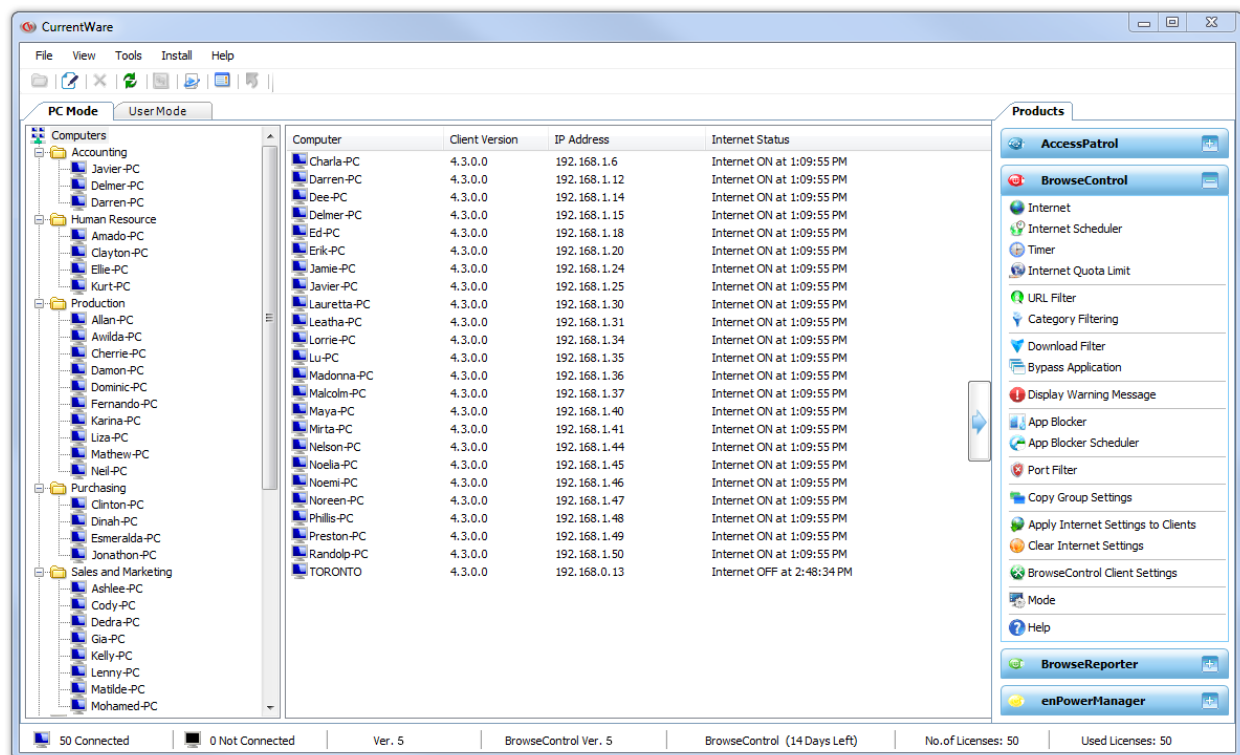 CurrentWare
File View Tools Install Help
PC Mode User Mode
Computers
Accounting
Javier-PC
Delmer-PC
Darren-PC
Human Resource
Amado-PC
Clayton-PC
Ellie-PC
Kurt-PC
Production
Allan-PC
Awilda-PC
Cherrie-PC
Damon-PC
Dominic-PC
Fernando-PC
Karina-PC
Liza-PC
Mathew-PC
Neil-PC
Purchasing
Clinton-PC
Dinah-PC
Esmeralda-PC
Jonathon-PC
Sales and Marketing
Ashlee-PC
Cody-PC
Dedra-PC
Gia-PC
Kelly-PC
Lenny-PC
Matilde-PC
Mohamed-PC
Computer Client Version IP Address Internet Status
Charla-PC 4.3.0.0 192.168.1.6 Internet ON at 1:09:55 PM
Darren-PC 4.3.0.0 192.168.1.12 Internet ON at 1:09:55 PM
Dee-PC 4.3.0.0 192.168.1.14 Internet ON at 1:09:55 PM
Delmer-PC 4.3.0.0 192.168.1.15 Internet ON at 1:09:55 PM
Ed-PC 4.3.0.0 192.168.1.18 Internet ON at 1:09:55 PM
Erik-PC 4.3.0.0 192.168.1.20 Internet ON at 1:09:55 PM
Jamie-PC 4.3.0.0 192.168.1.24 Internet ON at 1:09:55 PM
Javier-PC 4.3.0.0 192.168.1.25 Internet ON at 1:09:55 PM
Lauretta-PC 4.3.0.0 192.168.1.30 Internet ON at 1:09:55 PM
Leatha-PC 4.3.0.0 192.168.1.31 Internet ON at 1:09:55 PM
Lorrie-PC 4.3.0.0 192.168.1.34 Internet ON at 1:09:55 PM
Lu-PC 4.3.0.0 192.168.1.35 Internet ON at 1:09:55 PM
Madonna-PC 4.3.0.0 192.168.1.36 Internet ON at 1:09:55 PM
Malcolm-PC 4.3.0.0 192.168.1.37 Internet ON at 1:09:55 PM
Maya-PC 4.3.0.0 192.168.1.40 Internet ON at 1:09:55 PM
Mirta-PC 4.3.0.0 192.168.1.41 Internet ON at 1:09:55 PM
Nelson-PC 4.3.0.0 192.168.1.44 Internet ON at 1:09:55 PM
Noelia-PC 4.3.0.0 192.168.1.45 Internet ON at 1:09:55 PM
Noemi-PC 4.3.0.0 192.168.1.46 Internet ON at 1:09:55 PM
Noreen-PC 4.3.0.0 192.168.1.47 Internet ON at 1:09:55 PM
Phillis-PC 4.3.0.0 192.168.1.48 Internet ON at 1:09:55 PM
Preston-PC 4.3.0.0 192.168.1.49 Internet ON at 1:09:55 PM
Randolp-PC 4.3.0.0 192.168.1.50 Internet ON at 1:09:55 PM
TORONTO 4.3.0.0 192.168.0.13 Internet OFF at 2:48:34 PM
Products
AccessPatrol
BrowseControl
Internet
Internet Scheduler
Timer
Internet Quota Limit
URL Filter
Category Filtering
Download Filter
Bypass Application
Display Warning Message
App Blocker
App Blocker Scheduler
Port Filter
Copy Group Settings
Apply Internet Settings to Clients
Clear Internet Settings
BrowseControl Client Settings
Mode
Help
BrowseReporter
enPowerManager
50 Connected 0 Not Connected Ver. 5 BrowseControl Ver. 5 BrowseControl (14 Days Left) No.of Licenses: 50 Used Licenses: 50